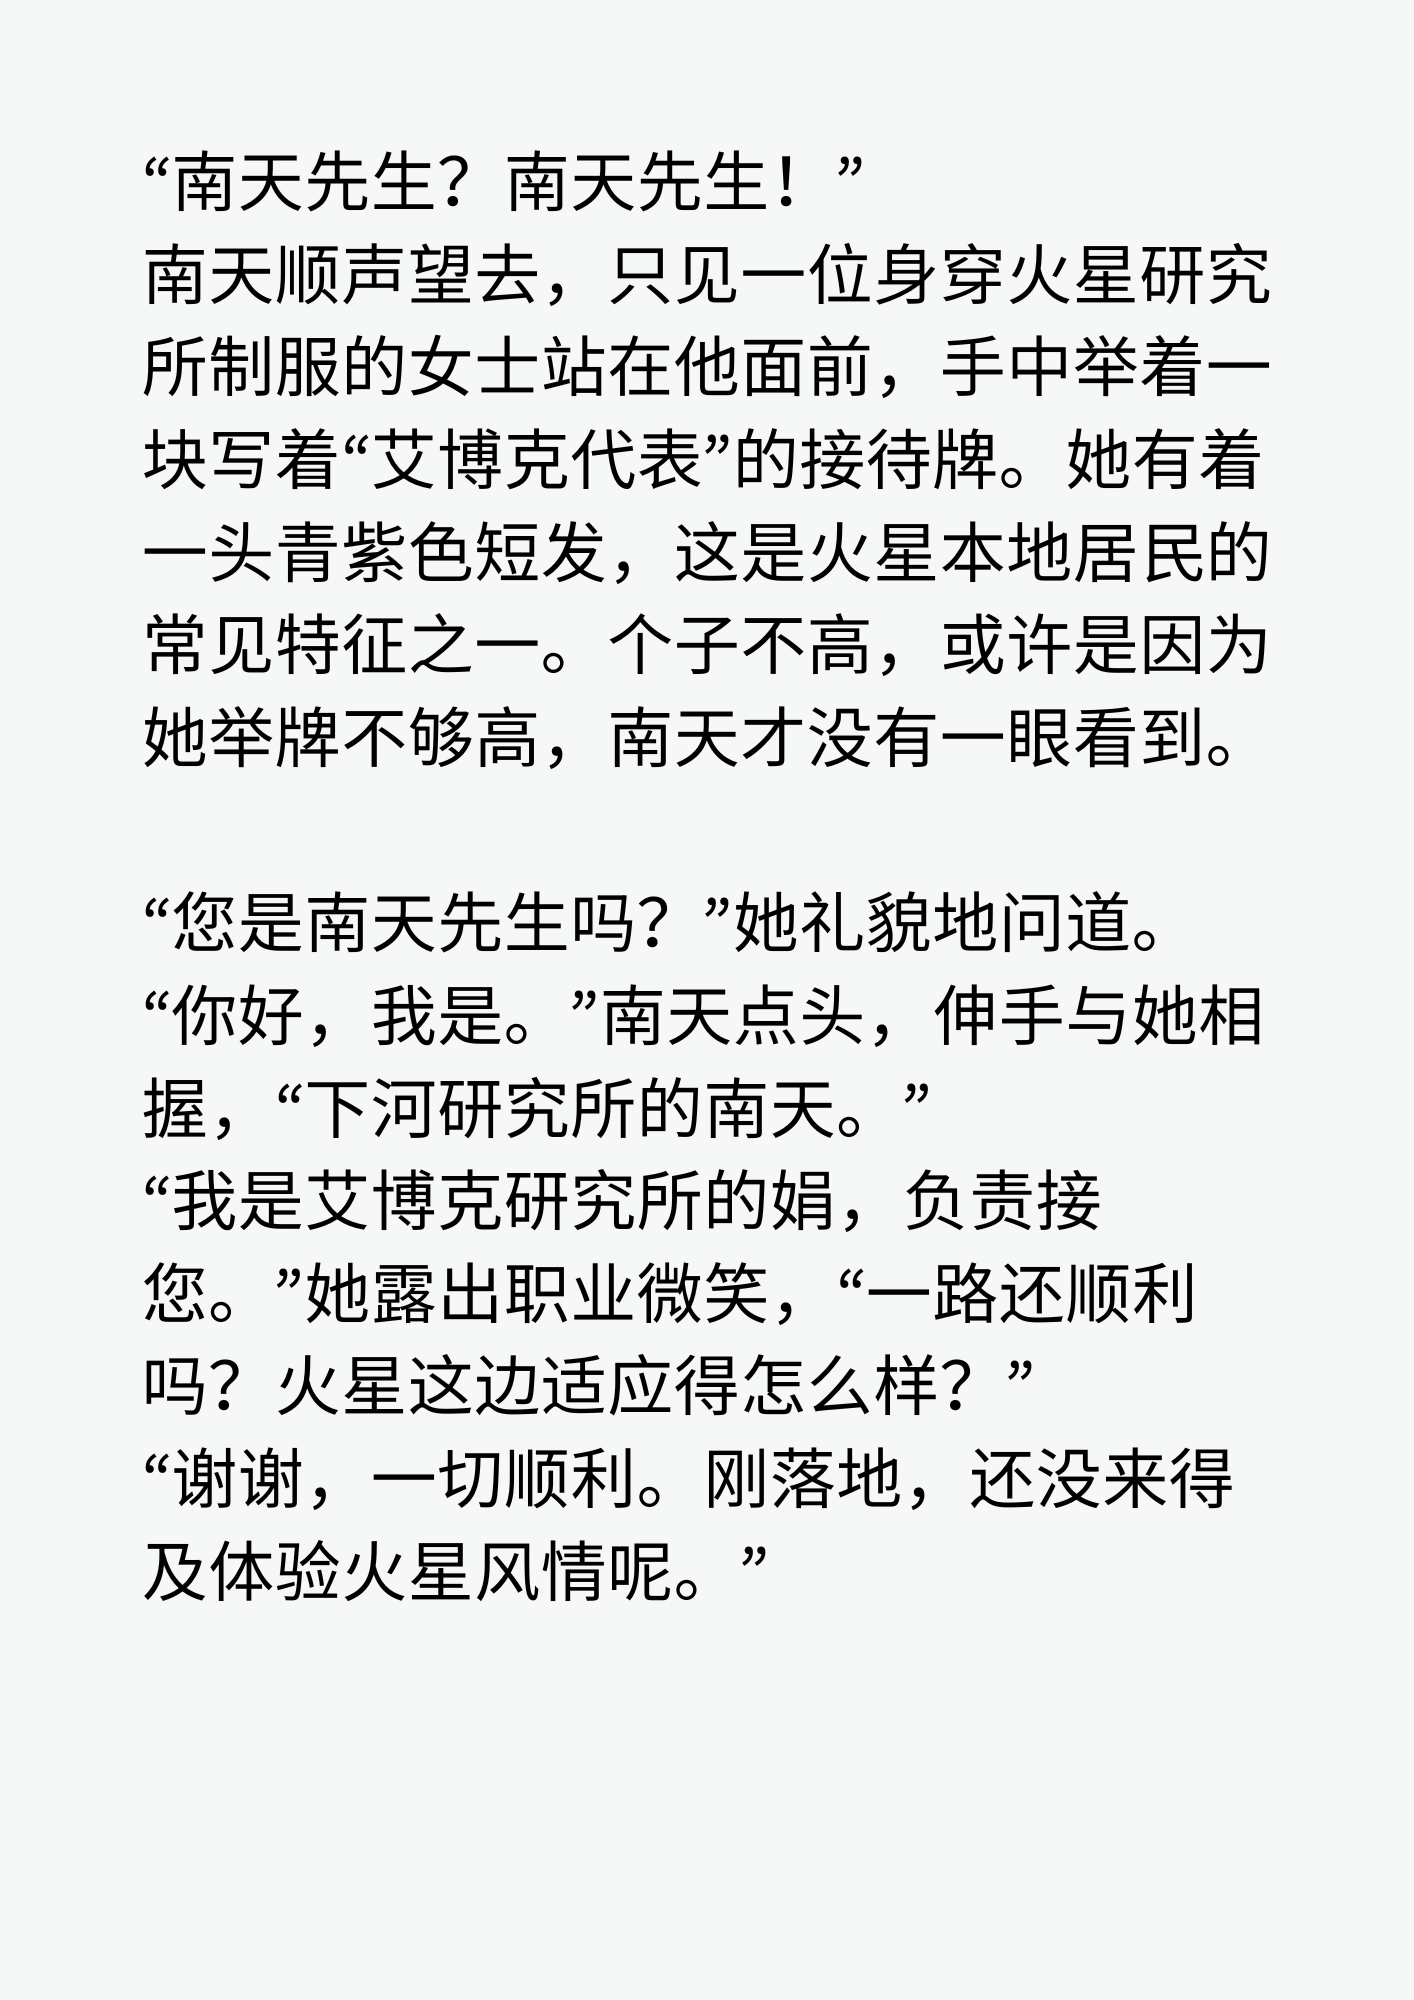 “南天先生？南天先生！”
南天顺声望去，只见一位身穿火星研究
所制服的女士站在他面前，手中举着一
块写着“艾博克代表”的接待牌。她有着
一头青紫色短发，这是火星本地居民的
常见特征之一。个子不高，或许是因为
她举牌不够高，南天才没有一眼看到。
“您是南天先生吗？”她礼貌地问道。
“你好，我是。”南天点头，伸手与她相
握，“下河研究所的南天。”
“我是艾博克研究所的娟，负责接
您。”她露出职业微笑，“一路还顺利
吗？火星这边适应得怎么样？”
“谢谢，一切顺利。刚落地，还没来得
及体验火星风情呢。”